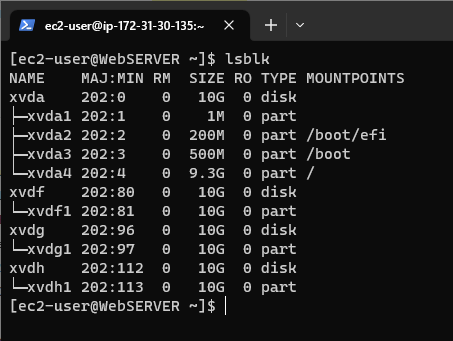 ec2-user@ip-172-31-30-135:~
[ec2-user@WebSERVER ~]$ lsblk
NAME    MAJ:MIN RM  SIZE RO TYPE MOUNTPOINTS
xvda    202:0    0   10G  0 disk
├─xvda1 202:1    0    1M  0 part
├─xvda2 202:2    0  200M  0 part /boot/efi
├─xvda3 202:3    0  500M  0 part /boot
└─xvda4 202:4    0  9.3G  0 part /
xvdf    202:80   0   10G  0 disk
└─xvdf1 202:81   0   10G  0 part
xvdg    202:96   0   10G  0 disk
└─xvdg1 202:97   0   10G  0 part
xvdh    202:112  0   10G  0 disk
└─xvdh1 202:113  0   10G  0 part
[ec2-user@WebSERVER ~]$